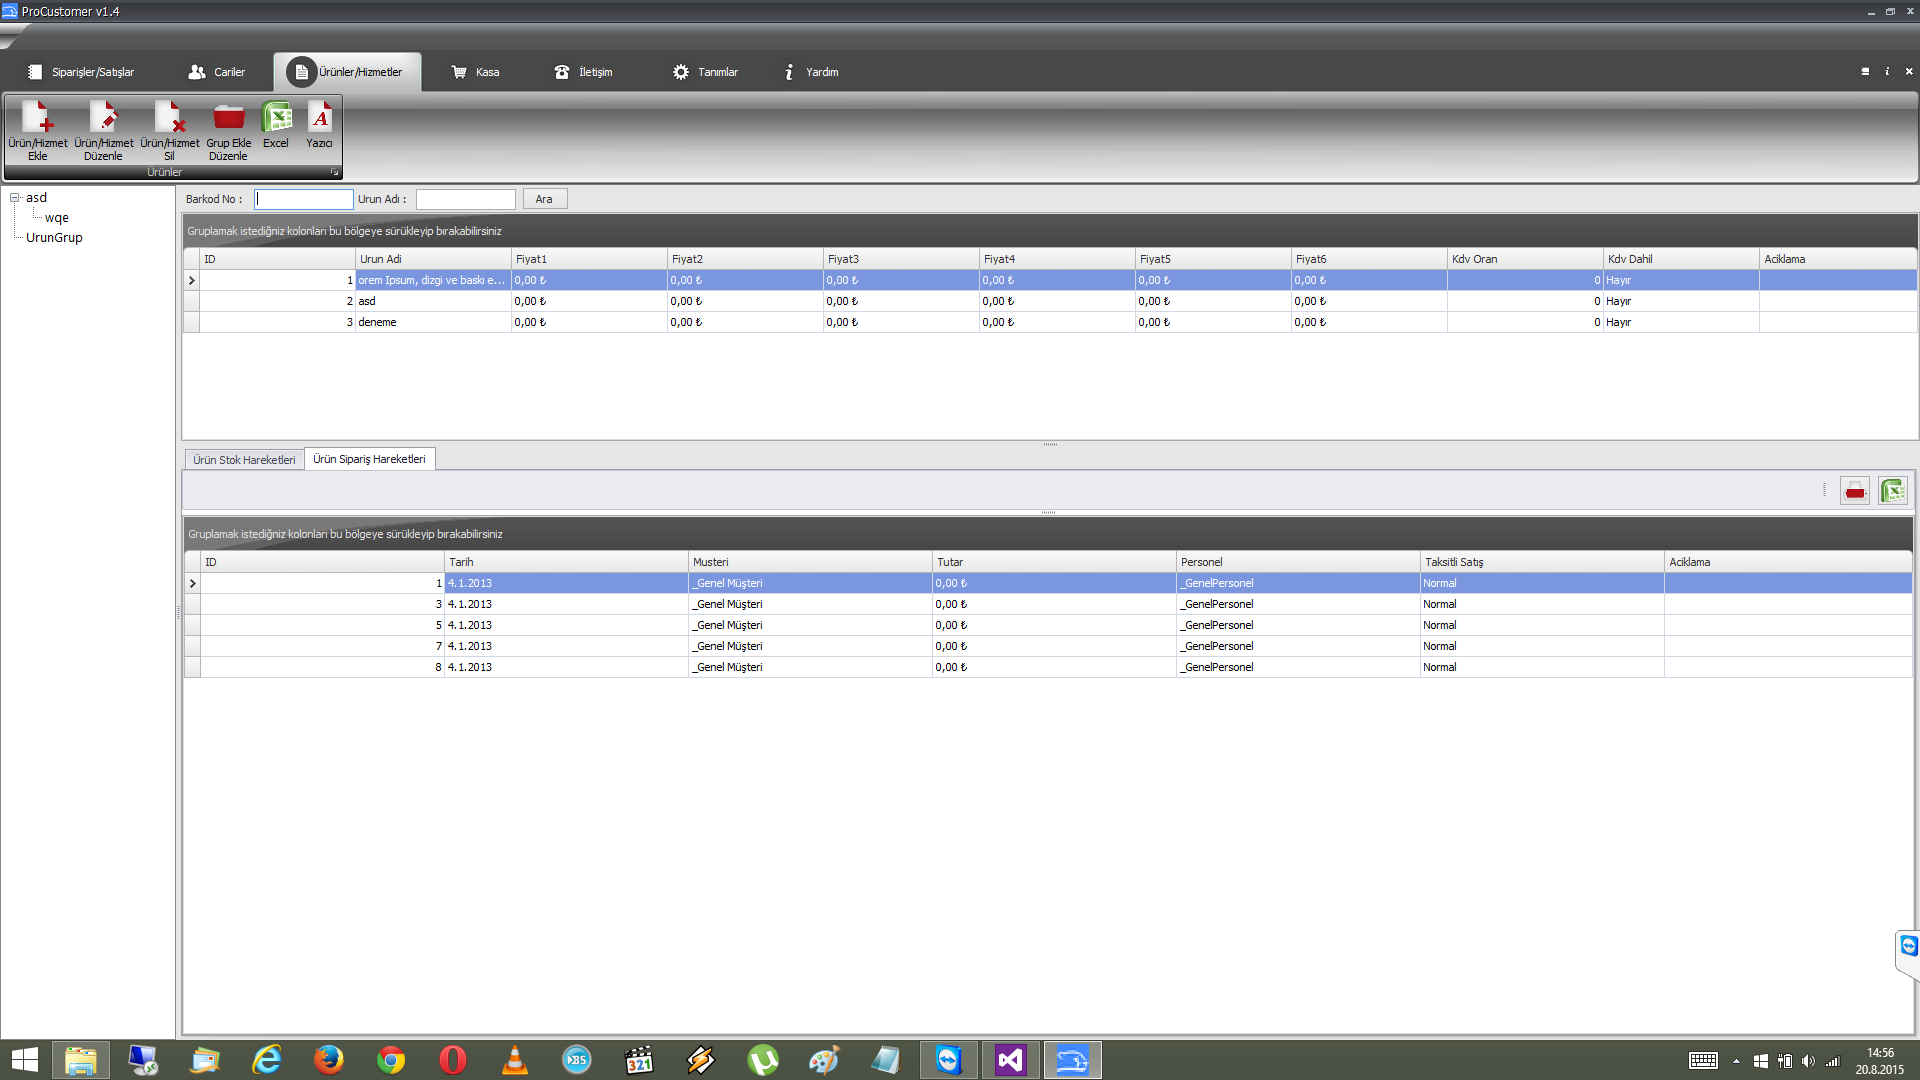 ProCustomer v1.4
Siparişler/Satışlar Cariler Ürünler/Hizmetler Kasa İletişim Tanımlar Yardım
Ürün/Hizmet Ekle Ürün/Hizmet Düzenle Ürün/Hizmet Sil Grup Ekle Düzenle Excel Yazıcı
Ürünler
asd
wqe
UrunGrup
Barkod No : Urun Adı : Ara
Gruplamak istediğniz kolonları bu bölgeye sürükleyip bırakabilirsiniz
ID Urun Adi Fiyat1 Fiyat2 Fiyat3 Fiyat4 Fiyat5 Fiyat6 Kdv Oran Kdv Dahil Aciklama
1 orem Ipsum, dizgi ve baskı e... 0,00 ₺ 0,00 ₺ 0,00 ₺ 0,00 ₺ 0,00 ₺ 0,00 ₺ 0 Hayır
2 asd 0,00 ₺ 0,00 ₺ 0,00 ₺ 0,00 ₺ 0,00 ₺ 0,00 ₺ 0 Hayır
3 deneme 0,00 ₺ 0,00 ₺ 0,00 ₺ 0,00 ₺ 0,00 ₺ 0,00 ₺ 0 Hayır
Ürün Stok Hareketleri Ürün Sipariş Hareketleri
Gruplamak istediğniz kolonları bu bölgeye sürükleyip bırakabilirsiniz
ID Tarih Musteri Tutar Personel Taksitli Satış Aciklama
1 4.1.2013 _Genel Müşteri 0,00 ₺ _GenelPersonel Normal
3 4.1.2013 _Genel Müşteri 0,00 ₺ _GenelPersonel Normal
5 4.1.2013 _Genel Müşteri 0,00 ₺ _GenelPersonel Normal
7 4.1.2013 _Genel Müşteri 0,00 ₺ _GenelPersonel Normal
8 4.1.2013 _Genel Müşteri 0,00 ₺ _GenelPersonel Normal
BS 321
14:56
20.8.2015